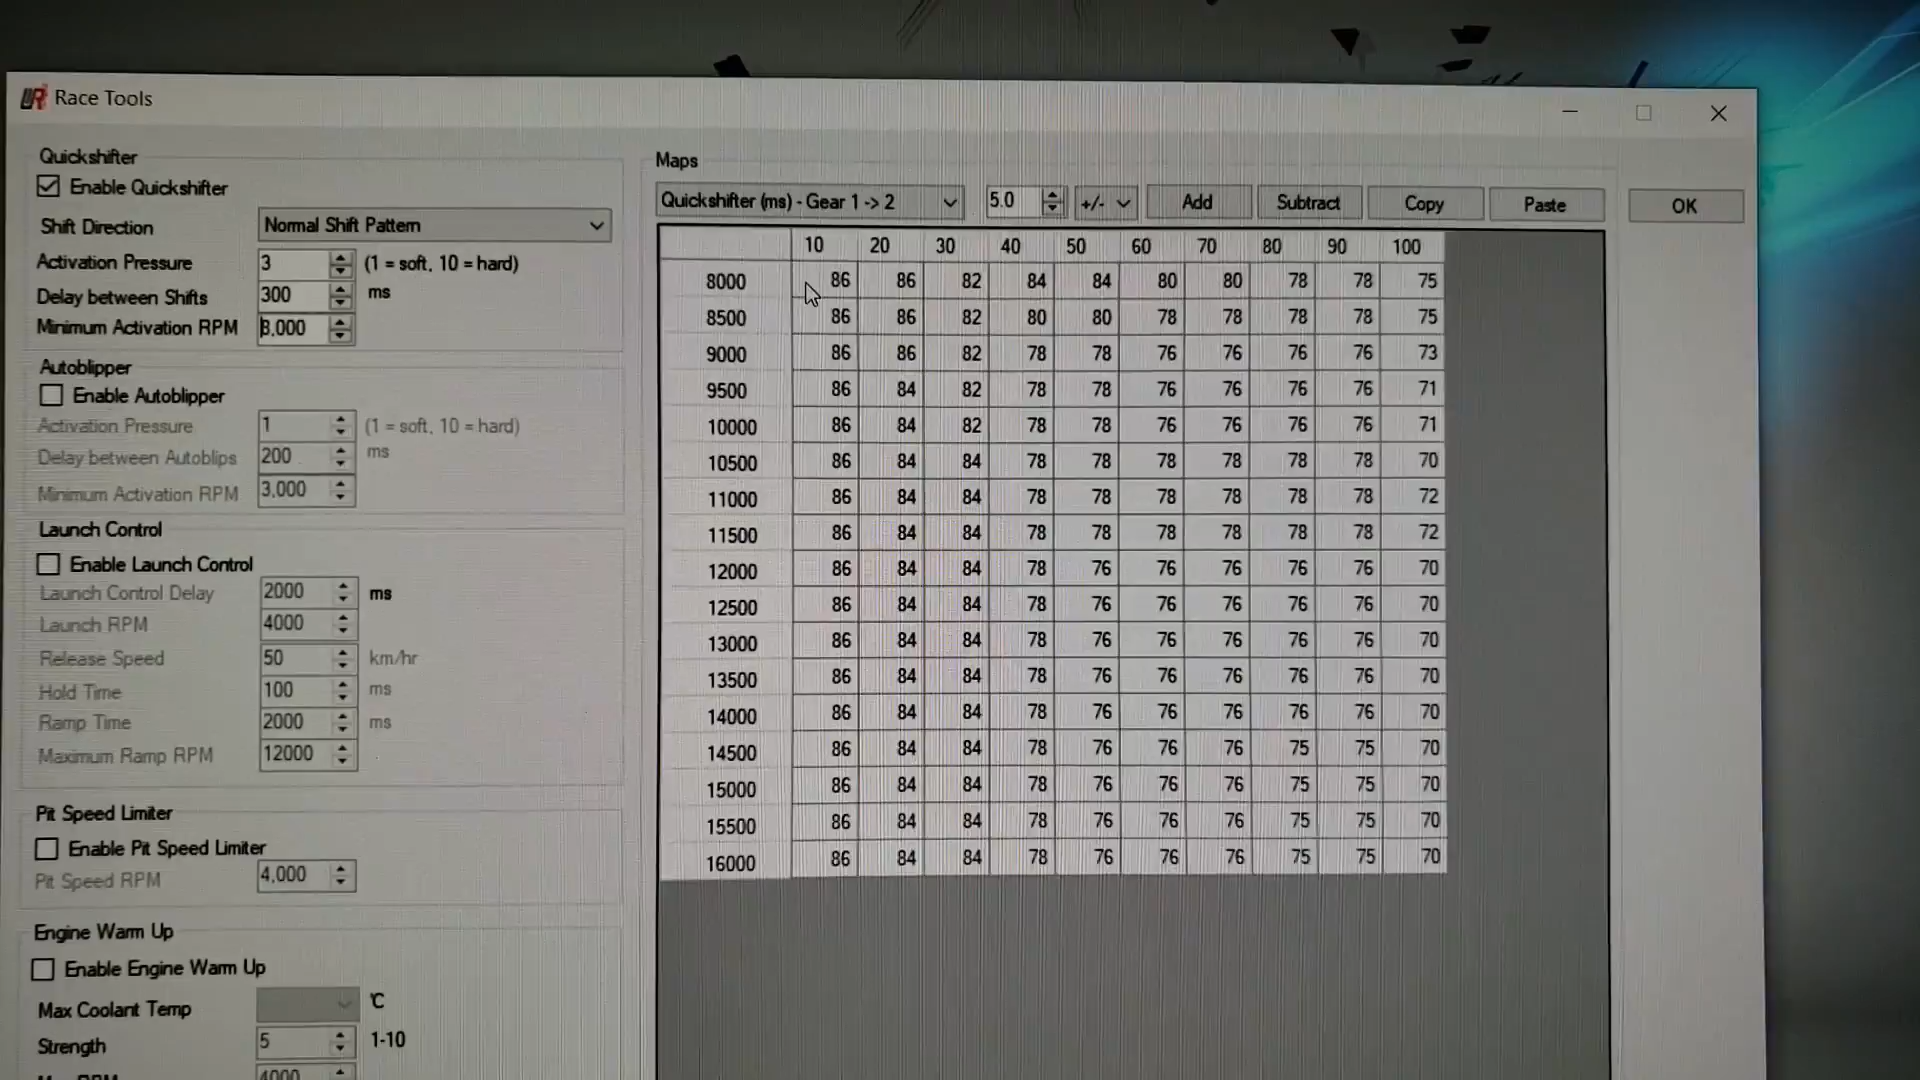 Race Tools
Quickshifter
Enable Quickshifter
Shift Direction Normal Shift Pattern
Activation Pressure 3 (1 = soft, 10 = hard)
Delay between Shifts 300 ms
Minimum Activation RPM 3,000
Autoblipper
Enable Autoblipper
Activation Pressure 1 (1 = soft, 10 = hard)
Delay between Autoblips 200 ms
Minimum Activation RPM 3,000
Launch Control
Enable Launch Control
Launch Control Delay 2000 ms
Launch RPM 4000
Release Speed 50 km/hr
Hold Time 100 ms
Ramp Time 2000 ms
Maximum Ramp RPM 12000
Pit Speed Limiter
Enable Pit Speed Limiter
Pit Speed RPM 4,000
Engine Warm Up
Enable Engine Warm Up
Max Coolant Temp °C
Strength 5 1-10
4000
Maps
Quickshifter (ms) - Gear 1 -> 2 5.0 +/- Add Subtract Copy Paste OK
10 20 30 40 50 60 70 80 90 100
8000 86 86 82 84 84 80 80 78 78 75
8500 86 86 82 80 80 78 78 78 78 75
9000 86 86 82 78 78 76 76 76 76 73
9500 86 84 82 78 78 76 76 76 76 71
10000 86 84 82 78 78 76 76 76 76 71
10500 86 84 84 78 78 78 78 78 78 70
11000 86 84 84 78 78 78 78 78 78 72
11500 86 84 84 78 78 78 78 78 78 72
12000 86 84 84 78 76 76 76 76 76 70
12500 86 84 84 78 76 76 76 76 76 70
13000 86 84 84 78 76 76 76 76 76 70
13500 86 84 84 78 76 76 76 76 76 70
14000 86 84 84 78 76 76 76 76 76 70
14500 86 84 84 78 76 76 76 75 75 70
15000 86 84 84 78 76 76 76 75 75 70
15500 86 84 84 78 76 76 76 75 75 70
16000 86 84 84 78 76 76 76 75 75 70